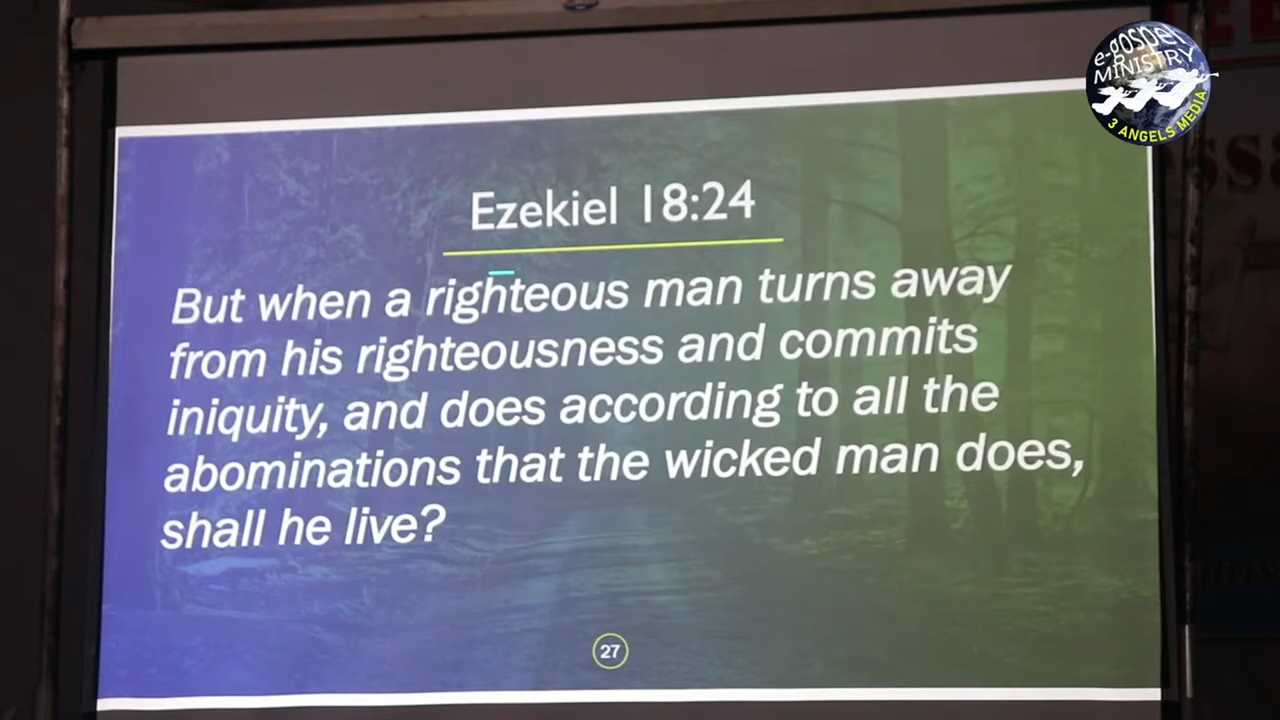 e-gospel
MINISTRY
3 ANGELS MEDIA
Ezekiel 18:24
But when a righteous man turns away
from his righteousness and commits
iniquity, and does according to all the
abominations that the wicked man does,
shall he live?
27